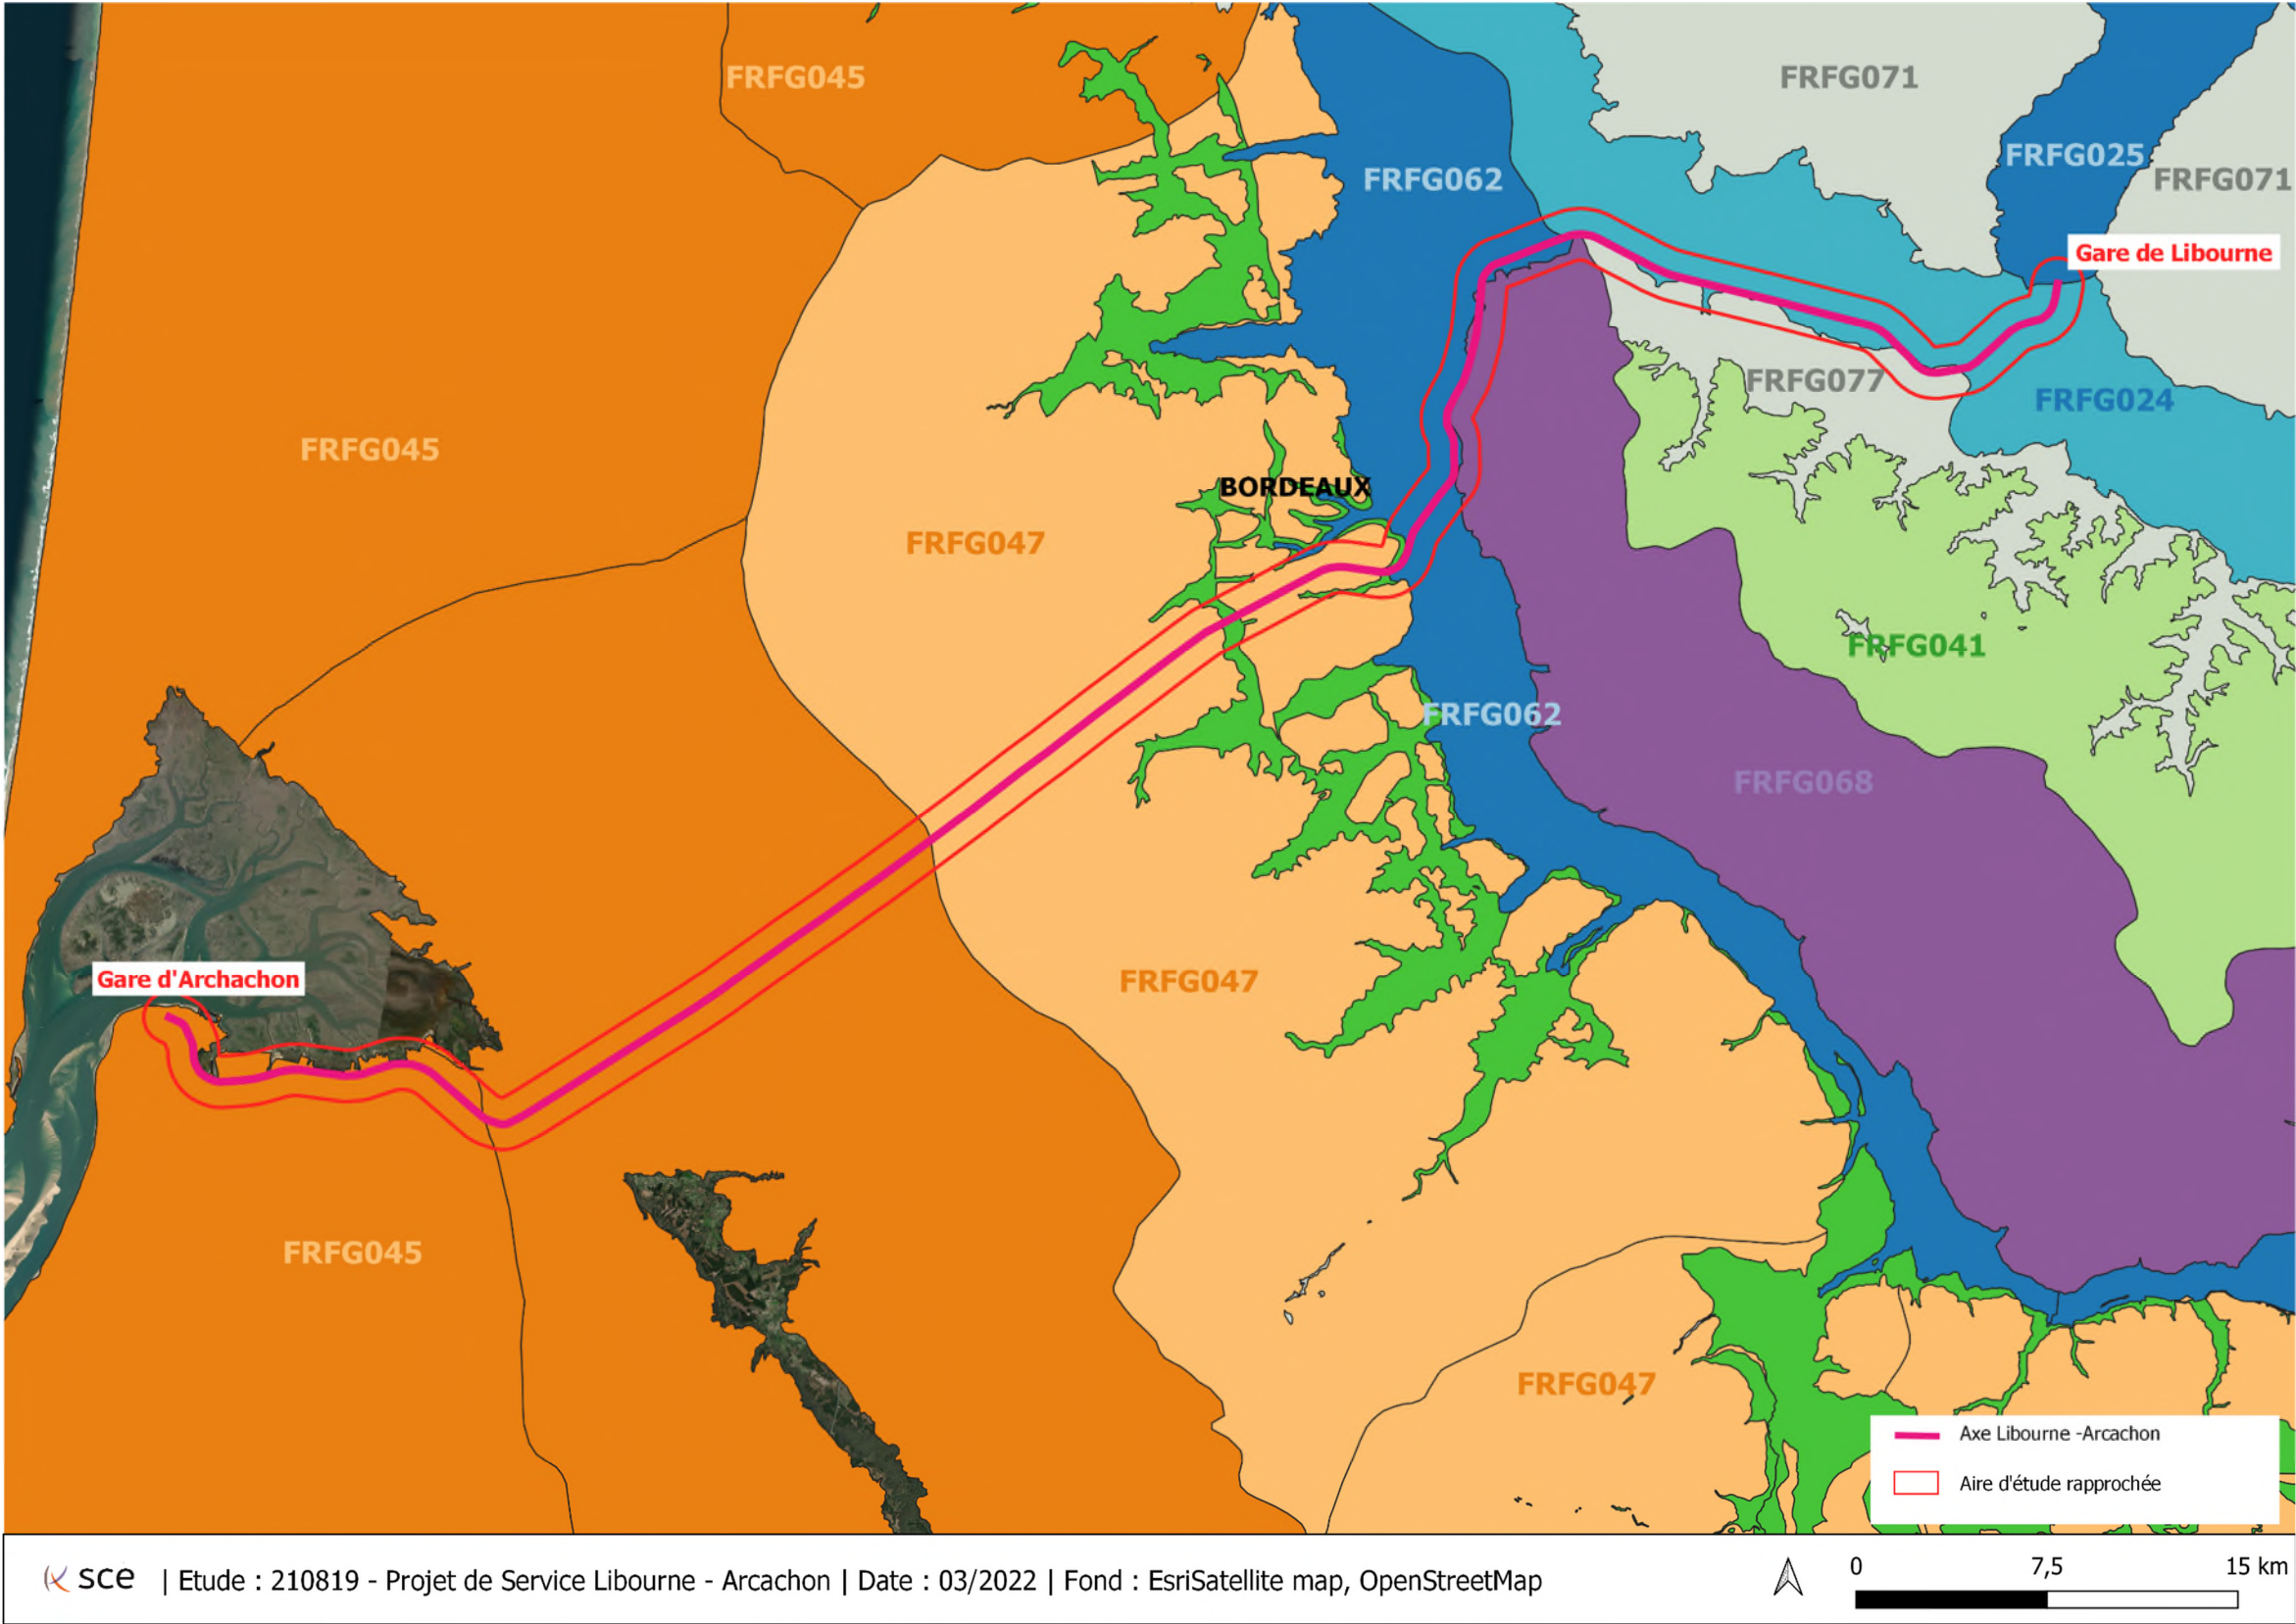 FRFG045
FRFG071
FRFG062
FRFG025
FRFG071
Gare de Libourne
FRFG077
FRFG024
FRFG045
BORDEAUX
FRFG047
FRFG041
FRFG062
FRFG068
Gare d'Archachon
FRFG047
FRFG045
FRFG047
Axe Libourne -Arcachon
Aire d'étude rapprochée
sce | Etude : 210819 - Projet de Service Libourne - Arcachon | Date : 03/2022 | Fond : EsriSatellite map, OpenStreetMap
0 7,5 15 km